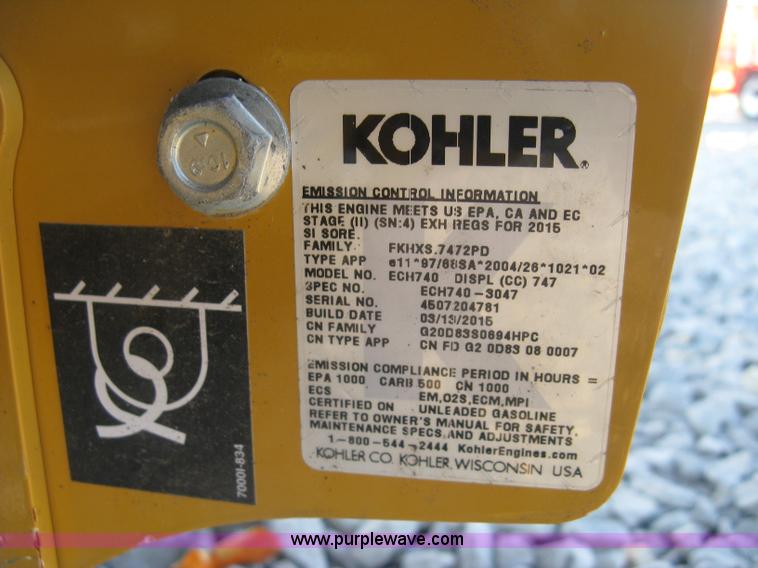 10.9
KOHLER.
EMISSION CONTROL INFORMATION
THIS ENGINE MEETS US EPA, CA AND EC
STAGE (II) (SN:4) EXH REGS FOR 2015
SI SORE.
FAMILY FKHXS.7472PD
TYPE APP e11*97/68SA*2004/26*1021*02
MODEL NO. ECH740 DISPL (CC) 747
SPEC NO. ECH740-3047
SERIAL NO. 4507204761
BUILD DATE 03/13/2015
CN FAMILY G20D83S0694HPC
CN TYPE APP CN FD G2 0D83 08 0007
EMISSION COMPLIANCE PERIOD IN HOURS =
EPA 1000 CARB 500 CN 1000
ECS EM,O2S,ECM,MPI
CERTIFIED ON UNLEADED GASOLINE
REFER TO OWNER'S MANUAL FOR SAFETY,
MAINTENANCE SPECS, AND ADJUSTMENTS
1-800-544-2444 KohlerEngines.com
KOHLER CO. KOHLER, WISCONSIN USA
70001-834
www.purplewave.com